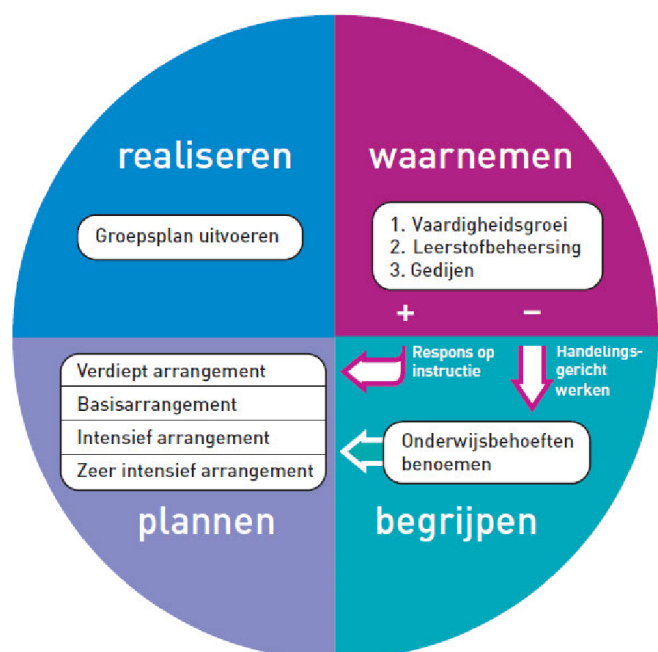 realiseren
Groepsplan uitvoeren
waarnemen
1. Vaardigheidsgroei
2. Leerstofbeheersing
3. Gedijen
+
–
Respons op
instructie
Handelings-
gericht
werken
Onderwijsbehoeften
benoemen
begrijpen
Verdiept arrangement
Basisarrangement
Intensief arrangement
Zeer intensief arrangement
plannen